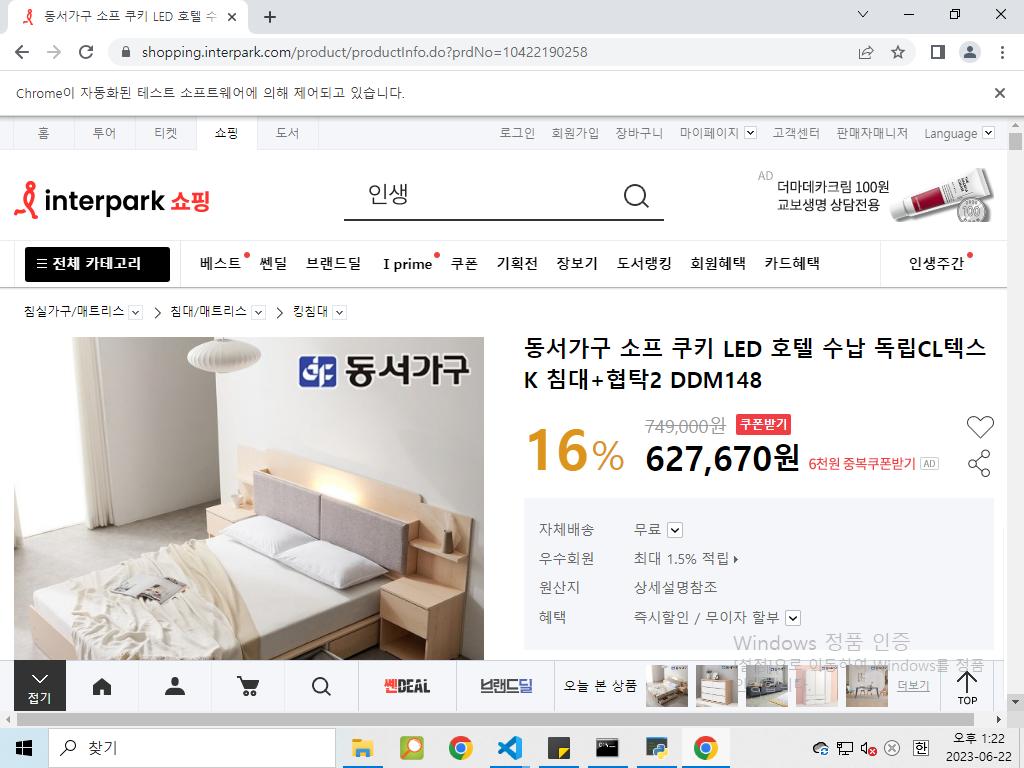 동서가구 소프 쿠키 LED 호텔 수
shopping.interpark.com/product/productInfo.do?prdNo=10422190258
Chrome이 자동화된 테스트 소프트웨어에 의해 제어되고 있습니다.
홈 투어 티켓 쇼핑 도서 로그인 회원가입 장바구니 마이페이지 고객센터 판매자매니저 Language
interpark 쇼핑
인생
AD
더마데카크림 100원
교보생명 상담전용
전체 카테고리 베스트 쎈딜 브랜드딜 I prime 쿠폰 기획전 장보기 도서랭킹 회원혜택 카드혜택 인생주간
침실가구/매트리스 침대/매트리스 킹침대
동서가구
동서가구 소프 쿠키 LED 호텔 수납 독립CL텍스
K 침대+협탁2 DDM148
16%
749,000원 쿠폰받기
627,670원 6천원 중복쿠폰받기 AD
자체배송 무료
우수회원 최대 1.5% 적립
원산지 상세설명참조
혜택 즉시할인 / 무이자 할부
Windows 정품 인증
[설정]으로 이동하여 Windows를 정품
접기
쎈DEAL
브랜드딜
오늘 본 상품
더보기
TOP
찾기
한
오후 1:22
2023-06-22